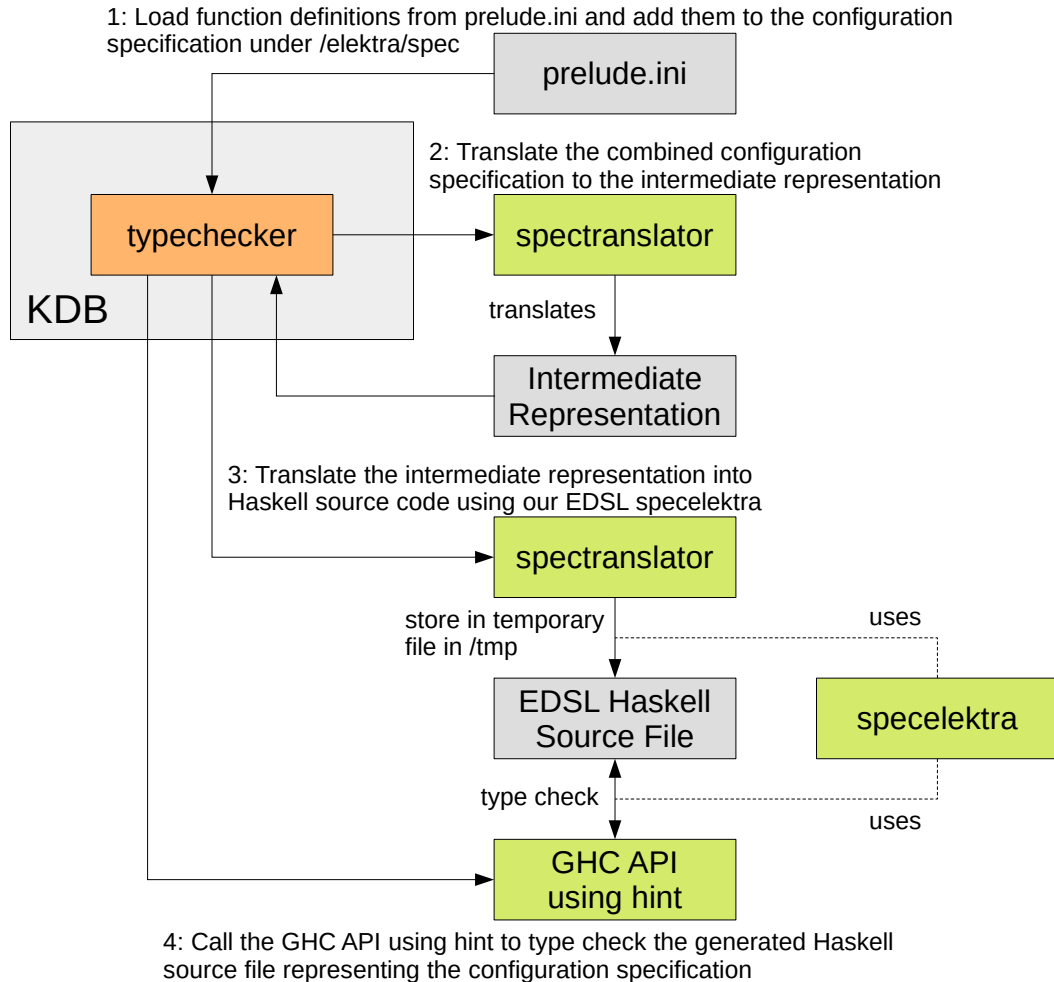 1: Load function definitions from prelude.ini and add them to the configuration
specification under /elektra/spec
prelude.ini
2: Translate the combined configuration
specification to the intermediate representation
typechecker
spectranslator
KDB
translates
Intermediate
Representation
3: Translate the intermediate representation into
Haskell source code using our EDSL specelektra
spectranslator
store in temporary
file in /tmp
uses
EDSL Haskell
Source File
specelektra
type check
uses
GHC API
using hint
4: Call the GHC API using hint to type check the generated Haskell
source file representing the configuration specification